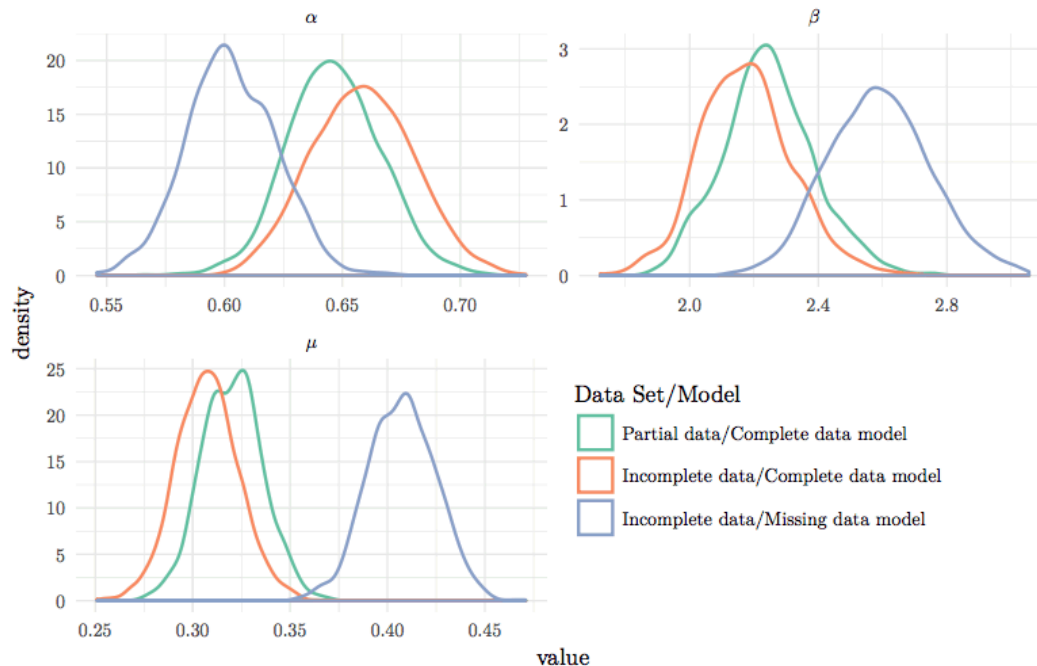 α
20
15
10
5
0
0.55 0.60 0.65 0.70
β
3
2
1
0
2.0 2.4 2.8
density
μ
25
20
15
10
5
0
0.25 0.30 0.35 0.40 0.45
value
Data Set/Model
Partial data/Complete data model
Incomplete data/Complete data model
Incomplete data/Missing data model